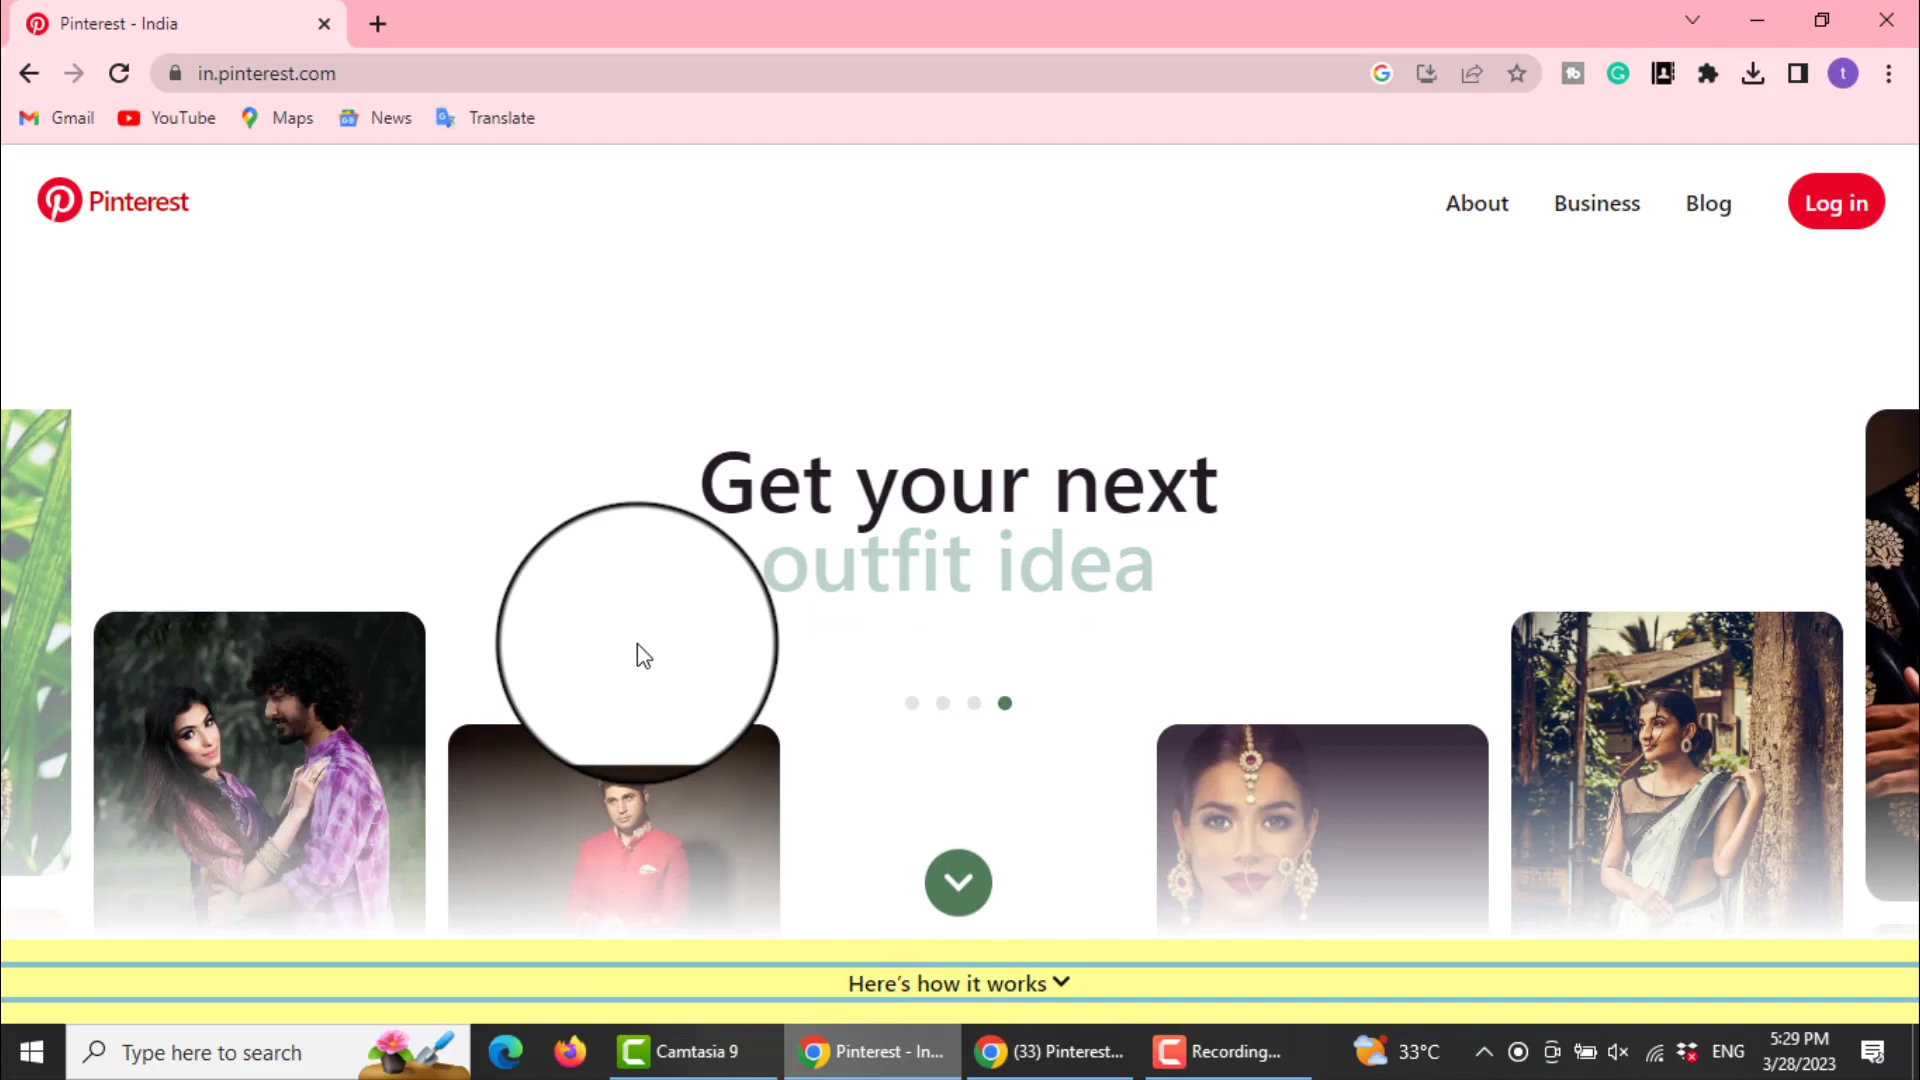 Pinterest - India
in.pinterest.com
t
Gmail YouTube Maps News Translate
Pinterest
About Business Blog Log in
Get your next
outfit idea
Here's how it works
Type here to search
Camtasia 9
Pinterest - In...
(33) Pinterest...
Recording...
33°C
ENG
5:29 PM
3/28/2023